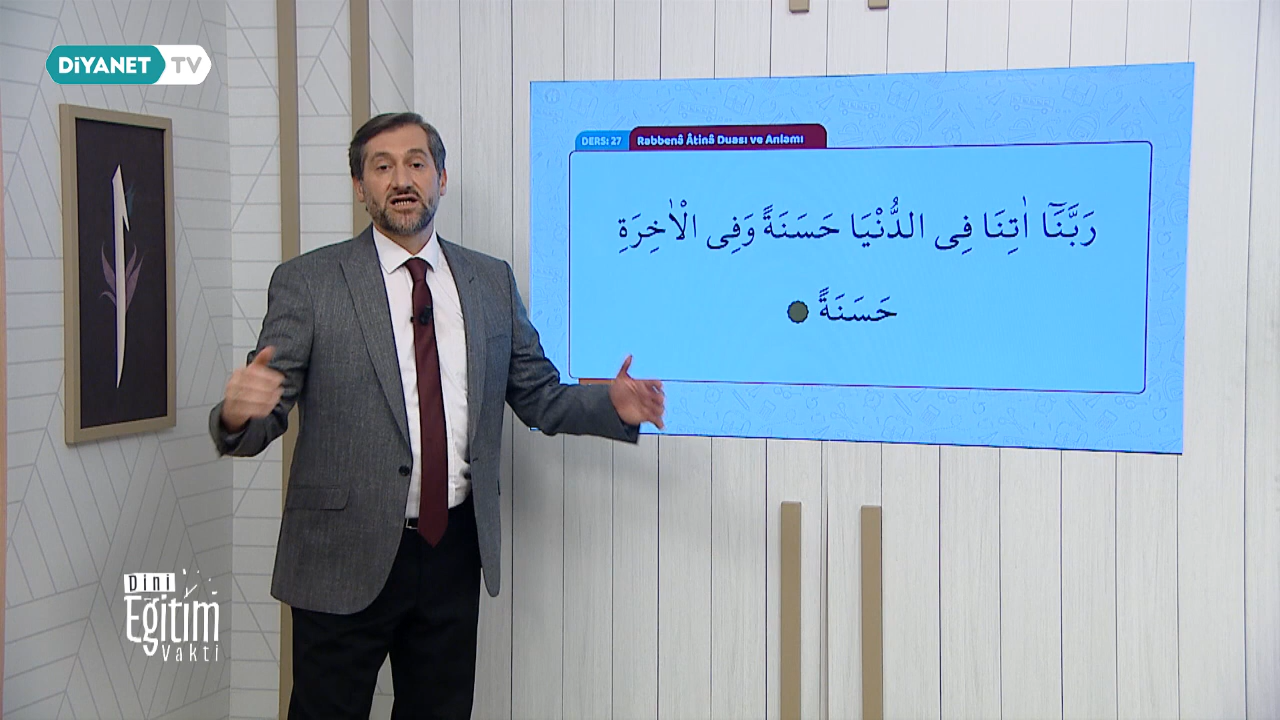 DİYANET TV
DERS: 27 Rabbenâ Âtinâ Duası ve Anlamı
رَبَّنَٓا اٰتِنَا فِى الدُّنْيَا حَسَنَةً وَفِى الْاٰخِرَةِ
حَسَنَةً
Dini
Eğitim
Vakti